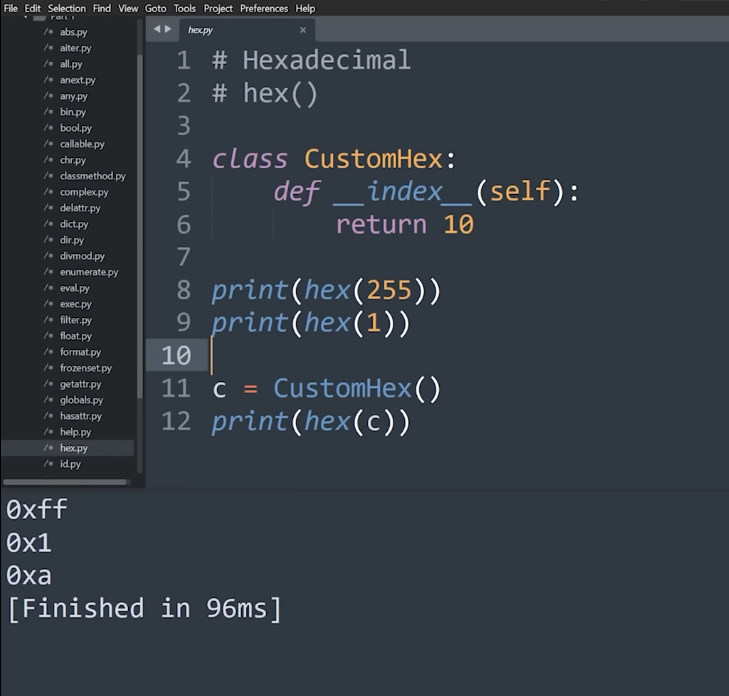 File Edit Selection Find View Goto Tools Project Preferences Help
Part 1
/* abs.py
/* aiter.py
/* all.py
/* anext.py
/* any.py
/* bin.py
/* bool.py
/* callable.py
/* chr.py
/* classmethod.py
/* complex.py
/* delattr.py
/* dict.py
/* dir.py
/* divmod.py
/* enumerate.py
/* eval.py
/* exec.py
/* filter.py
/* float.py
/* format.py
/* frozenset.py
/* getattr.py
/* globals.py
/* hasattr.py
/* help.py
/* hex.py
/* id.py
hex.py ×
1 # Hexadecimal
2 # hex()
3
4 class CustomHex:
5     def __index__(self):
6         return 10
7
8 print(hex(255))
9 print(hex(1))
10
11 c = CustomHex()
12 print(hex(c))
0xff
0x1
0xa
[Finished in 96ms]